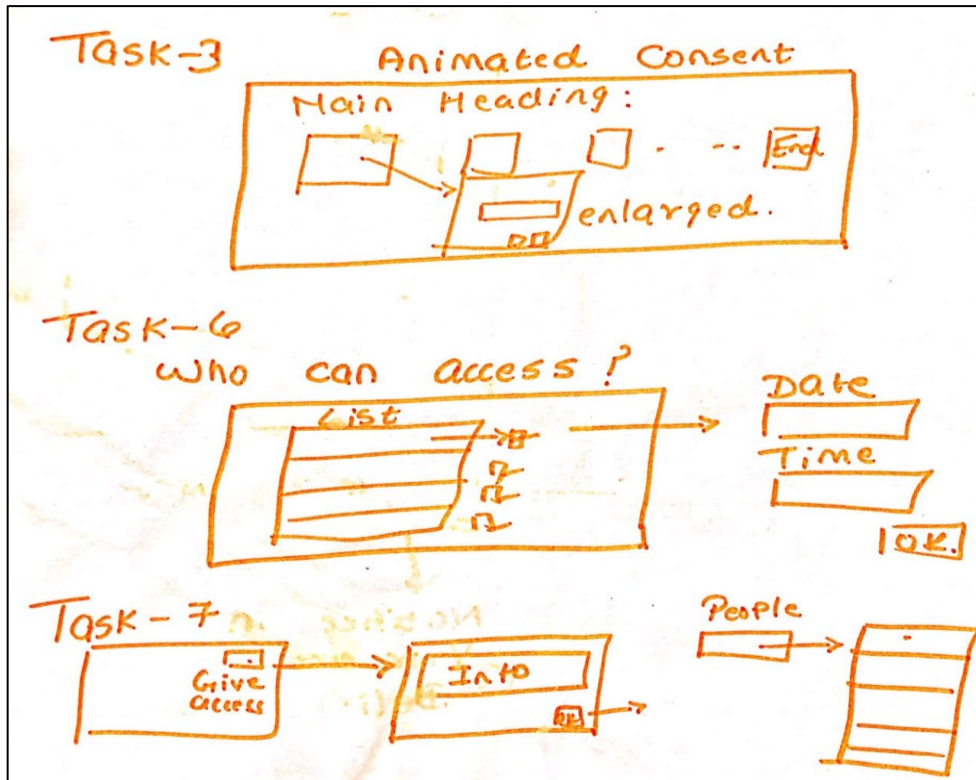 Task-3
Animated Consent
Main Heading:
End
enlarged.
Task-6
Who can access?
List
Date
Time
OK.
Task-7
People
Give
access
Info
OK